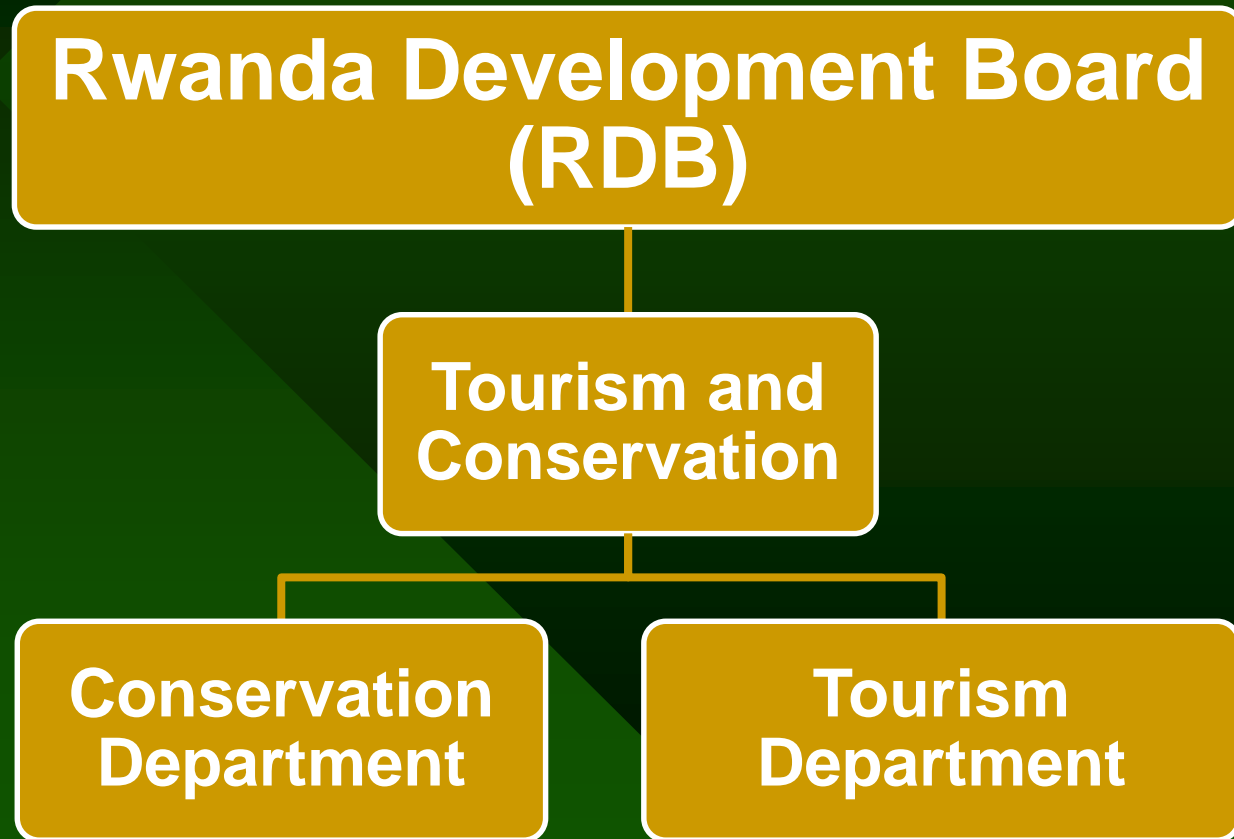 Rwanda Development Board
(RDB)
Tourism and
Conservation
Conservation
Department
Tourism
Department